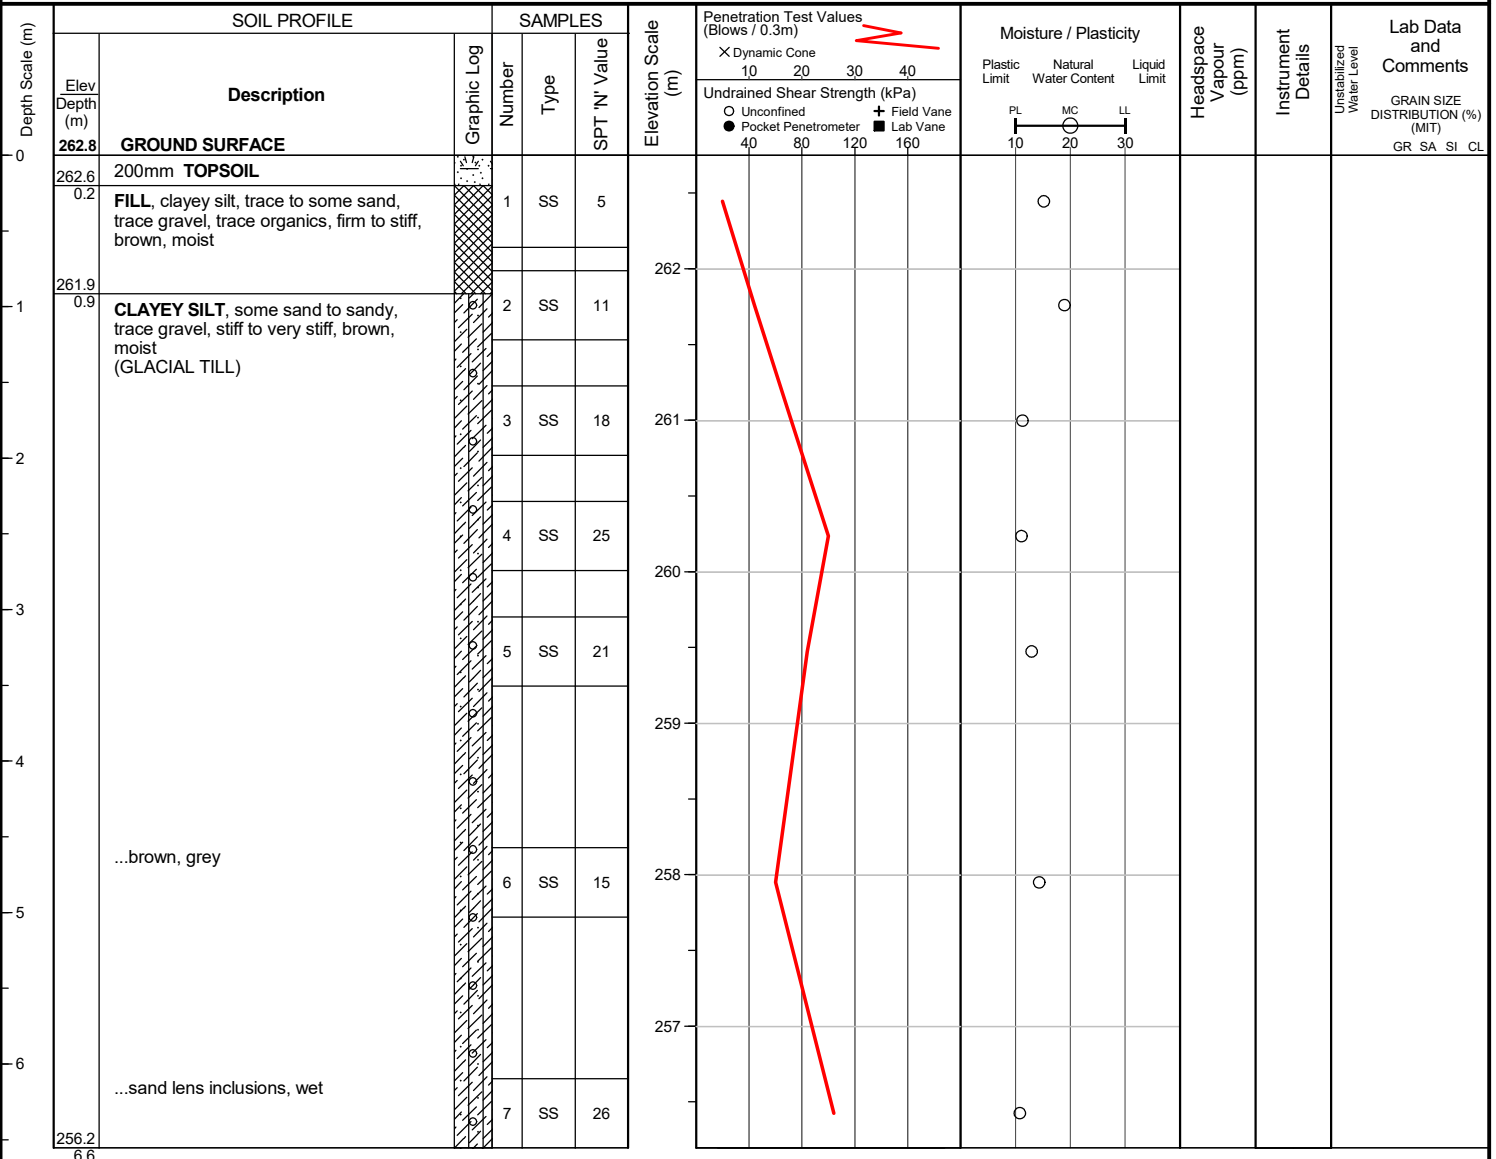 SOIL PROFILE
SAMPLES
Depth Scale (m)
Elev
Depth
(m)
Description
Graphic Log
Number
Type
SPT 'N' Value
Elevation Scale
(m)
Penetration Test Values
(Blows / 0.3m)
× Dynamic Cone
10 20 30 40
Undrained Shear Strength (kPa)
Unconfined
Field Vane
Pocket Penetrometer
Lab Vane
40 80 120 160
Moisture / Plasticity
Plastic
Limit
Natural
Water Content
Liquid
Limit
PL MC LL
10 20 30
Headspace
Vapour
(ppm)
Instrument
Details
Unstabilized
Water Level
Lab Data
and
Comments
GRAIN SIZE
DISTRIBUTION (%)
(MIT)
GR SA SI CL
262.8 GROUND SURFACE
0
200mm TOPSOIL
262.6
0.2
FILL, clayey silt, trace to some sand,
trace gravel, trace organics, firm to stiff,
brown, moist
1 SS 5
262
261.9
0.9
1
CLAYEY SILT, some sand to sandy,
trace gravel, stiff to very stiff, brown,
moist
(GLACIAL TILL)
2 SS 11
3 SS 18
261
2
4 SS 25
260
3
5 SS 21
259
4
...brown, grey
6 SS 15
258
5
257
6
...sand lens inclusions, wet
7 SS 26
256.2
6.6